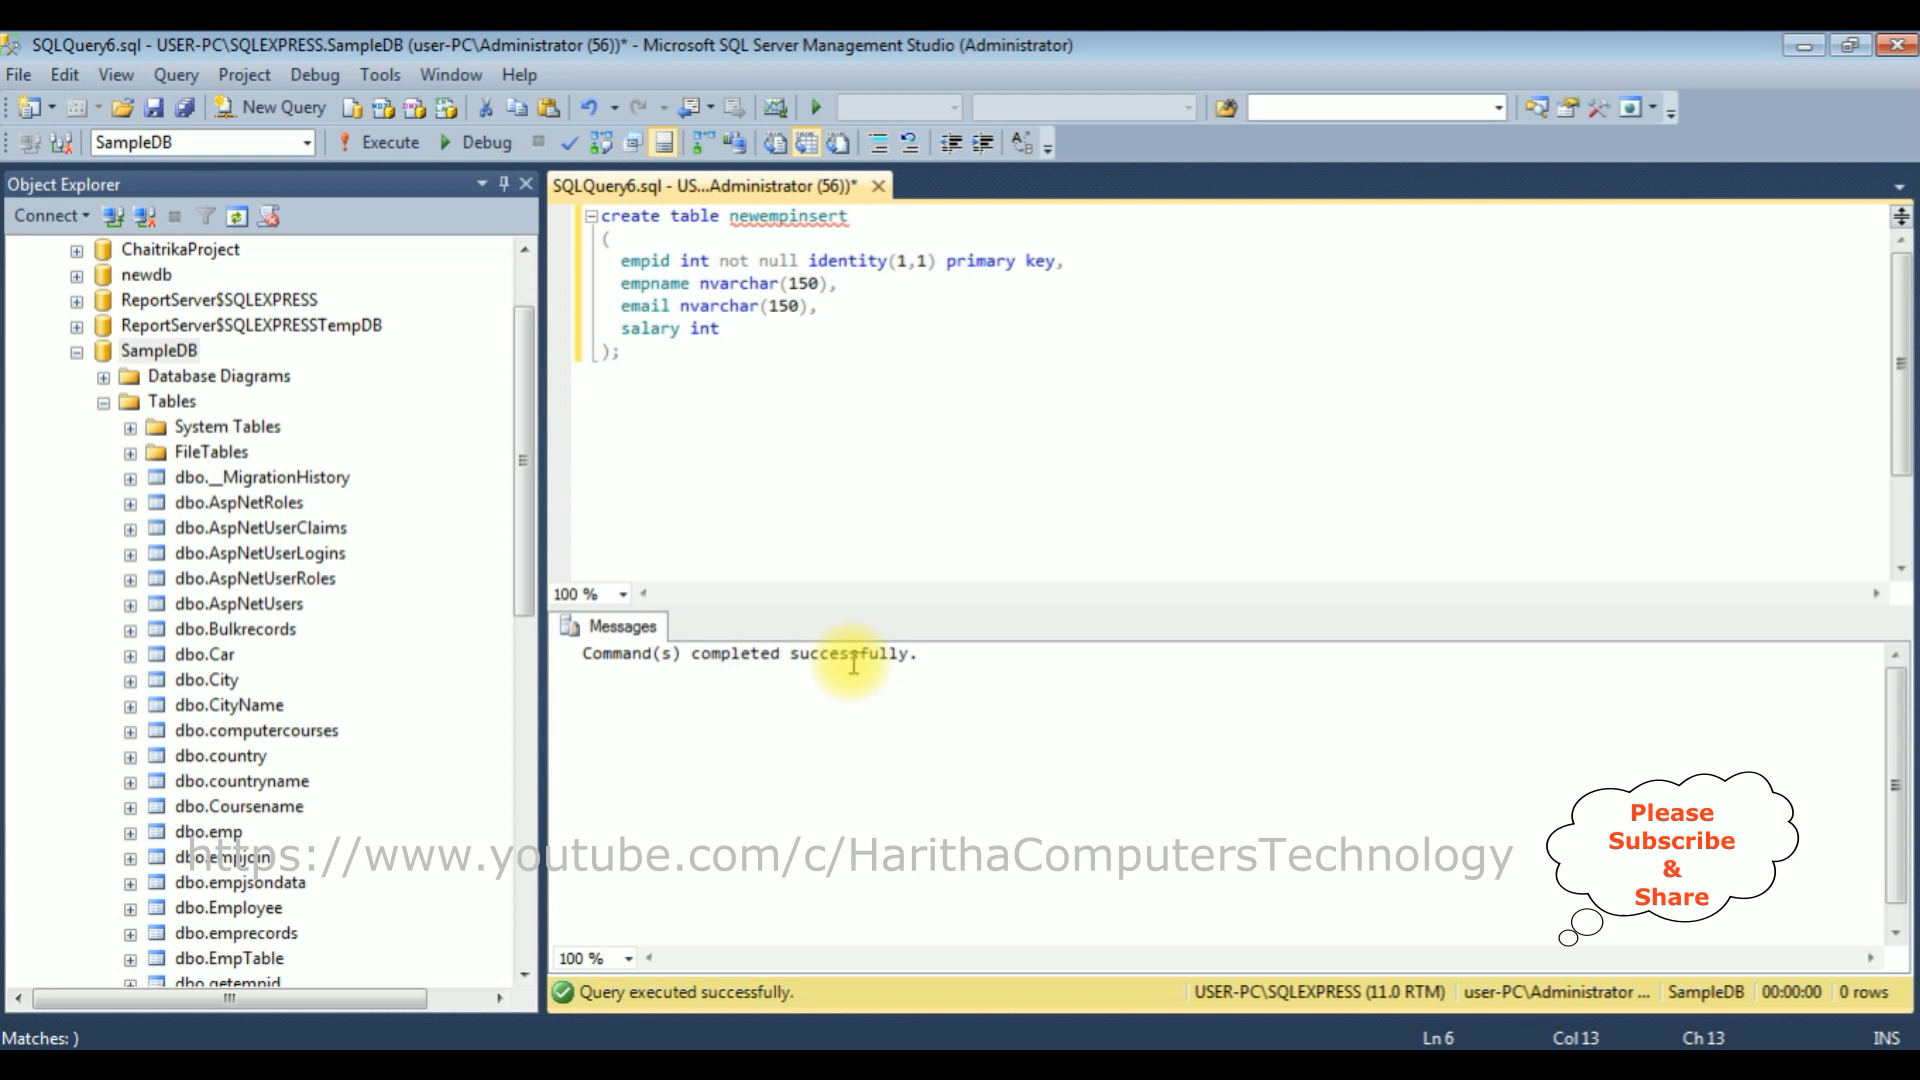 SQLQuery6.sql - USER-PC\SQLEXPRESS.SampleDB (user-PC\Administrator (56))* - Microsoft SQL Server Management Studio (Administrator)
File Edit View Query Project Debug Tools Window Help
New Query
SampleDB Execute Debug
Object Explorer
SQLQuery6.sql - US...Administrator (56))*
Connect
ChaitrikaProject
newdb
ReportServer$SQLEXPRESS
ReportServer$SQLEXPRESSTempDB
SampleDB
Database Diagrams
Tables
System Tables
FileTables
dbo.__MigrationHistory
dbo.AspNetRoles
dbo.AspNetUserClaims
dbo.AspNetUserLogins
dbo.AspNetUserRoles
dbo.AspNetUsers
dbo.Bulkrecords
dbo.Car
dbo.City
dbo.CityName
dbo.computercourses
dbo.country
dbo.countryname
dbo.Coursename
dbo.emp
dbo.empjoin
dbo.empjsondata
dbo.Employee
dbo.emprecords
dbo.EmpTable
dbo.getempid
create table newempinsert
(
empid int not null identity(1,1) primary key,
empname nvarchar(150),
email nvarchar(150),
salary int
);
100 %
Messages
Command(s) completed successfully.
https://www.youtube.com/c/HarithaComputersTechnology
Please
Subscribe
&
Share
100 %
Query executed successfully.
USER-PC\SQLEXPRESS (11.0 RTM) user-PC\Administrator ... SampleDB 00:00:00 0 rows
Matches: )
Ln 6 Col 13 Ch 13 INS